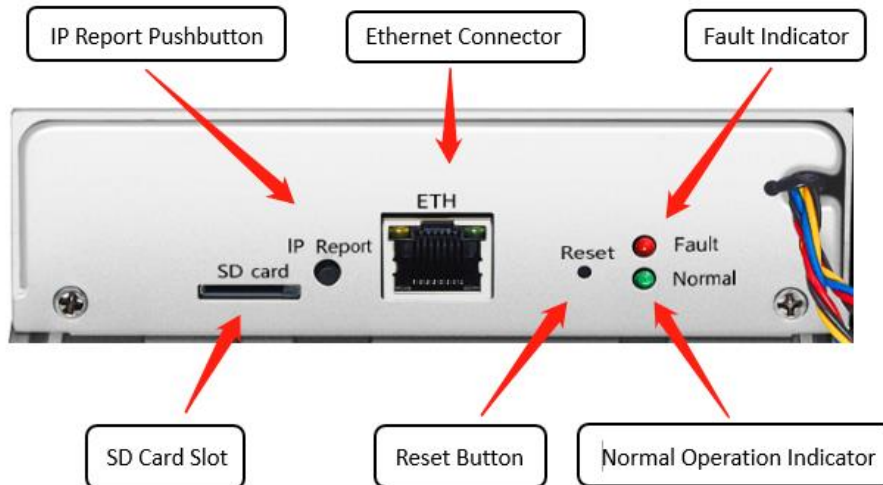 IP Report Pushbutton
Ethernet Connector
Fault Indicator
ETH
IP Report
SD card
Reset
Fault
Normal
SD Card Slot
Reset Button
Normal Operation Indicator